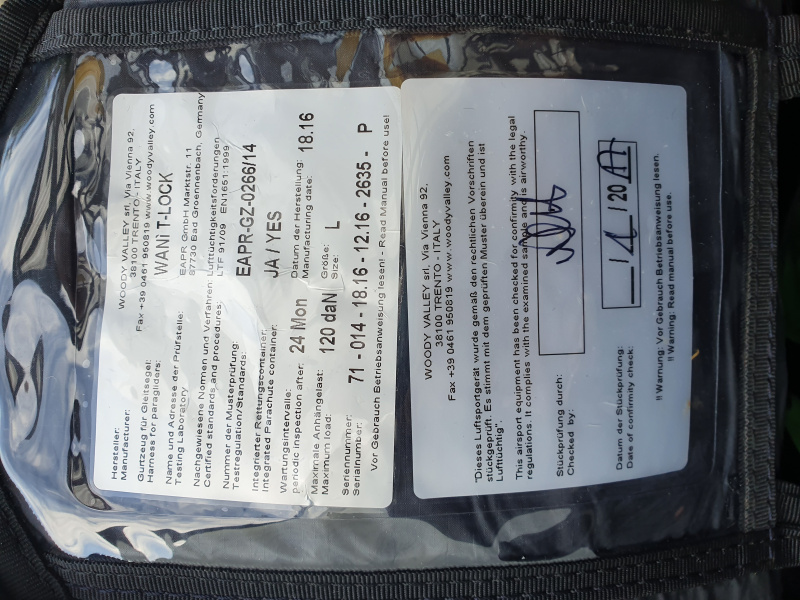 Hersteller: WOODY VALLEY srl, Via Vienna 92,
Manufacturer: 38100 TRENTO - ITALY
Fax +39 0461 950819 www.woodyvalley.com
Gurtzeug für Gleitsegel: WANi T-LOCK
Harness for paragliders:
Name und Adresse der Prüfstelle: EAPR GmbH Marktstr. 11
Testing Laboratory 87730 Bad Groennenbach, Germany
Nachgewiesene Normen und Verfahren: Lufttüchtigkeitsforderungen
Certified standards and procedures: LTF 91/09 EN1651:1999
Nummer der Musterprüfung: EAPR-GZ-0266/14
Testregulation/Standards:
Integrierter Rettungscontainer: JA / YES
Integrated Parachute container:
Wartungsintervalle: 24 Mon Datum der Herstellung: 18.16
Periodic inspection after: Manufacturing date:
Maximale Anhängelast: 120 daN Größe: L
Maximum load: Size:
Seriennummer: 71 - 014 - 18.16 - 12.16 - 2635 - P
Serialnumber:
Vor Gebrauch Betriebsanweisung lesen! - Read Manual before use!
WOODY VALLEY srl, Via Vienna 92,
38100 TRENTO - ITALY
Fax +39 0461 950819 www.woodyvalley.com
"Dieses Luftsportgerät wurde gemäß den rechtlichen Vorschriften
stückgeprüft. Es stimmt mit dem geprüften Muster überein und ist
Lufttüchtig".
This airsport equipment has been checked for confirmity with the legal
regulations. It complies with the examined sample and is airworthy.
Stückprüfung durch:
Checked by:
Datum der Stückprüfung: / 20
Date of confirmity check:
!! Warnung: Vor Gebrauch Betriebsanweisung lesen.
!! Warning: Read manual before use.